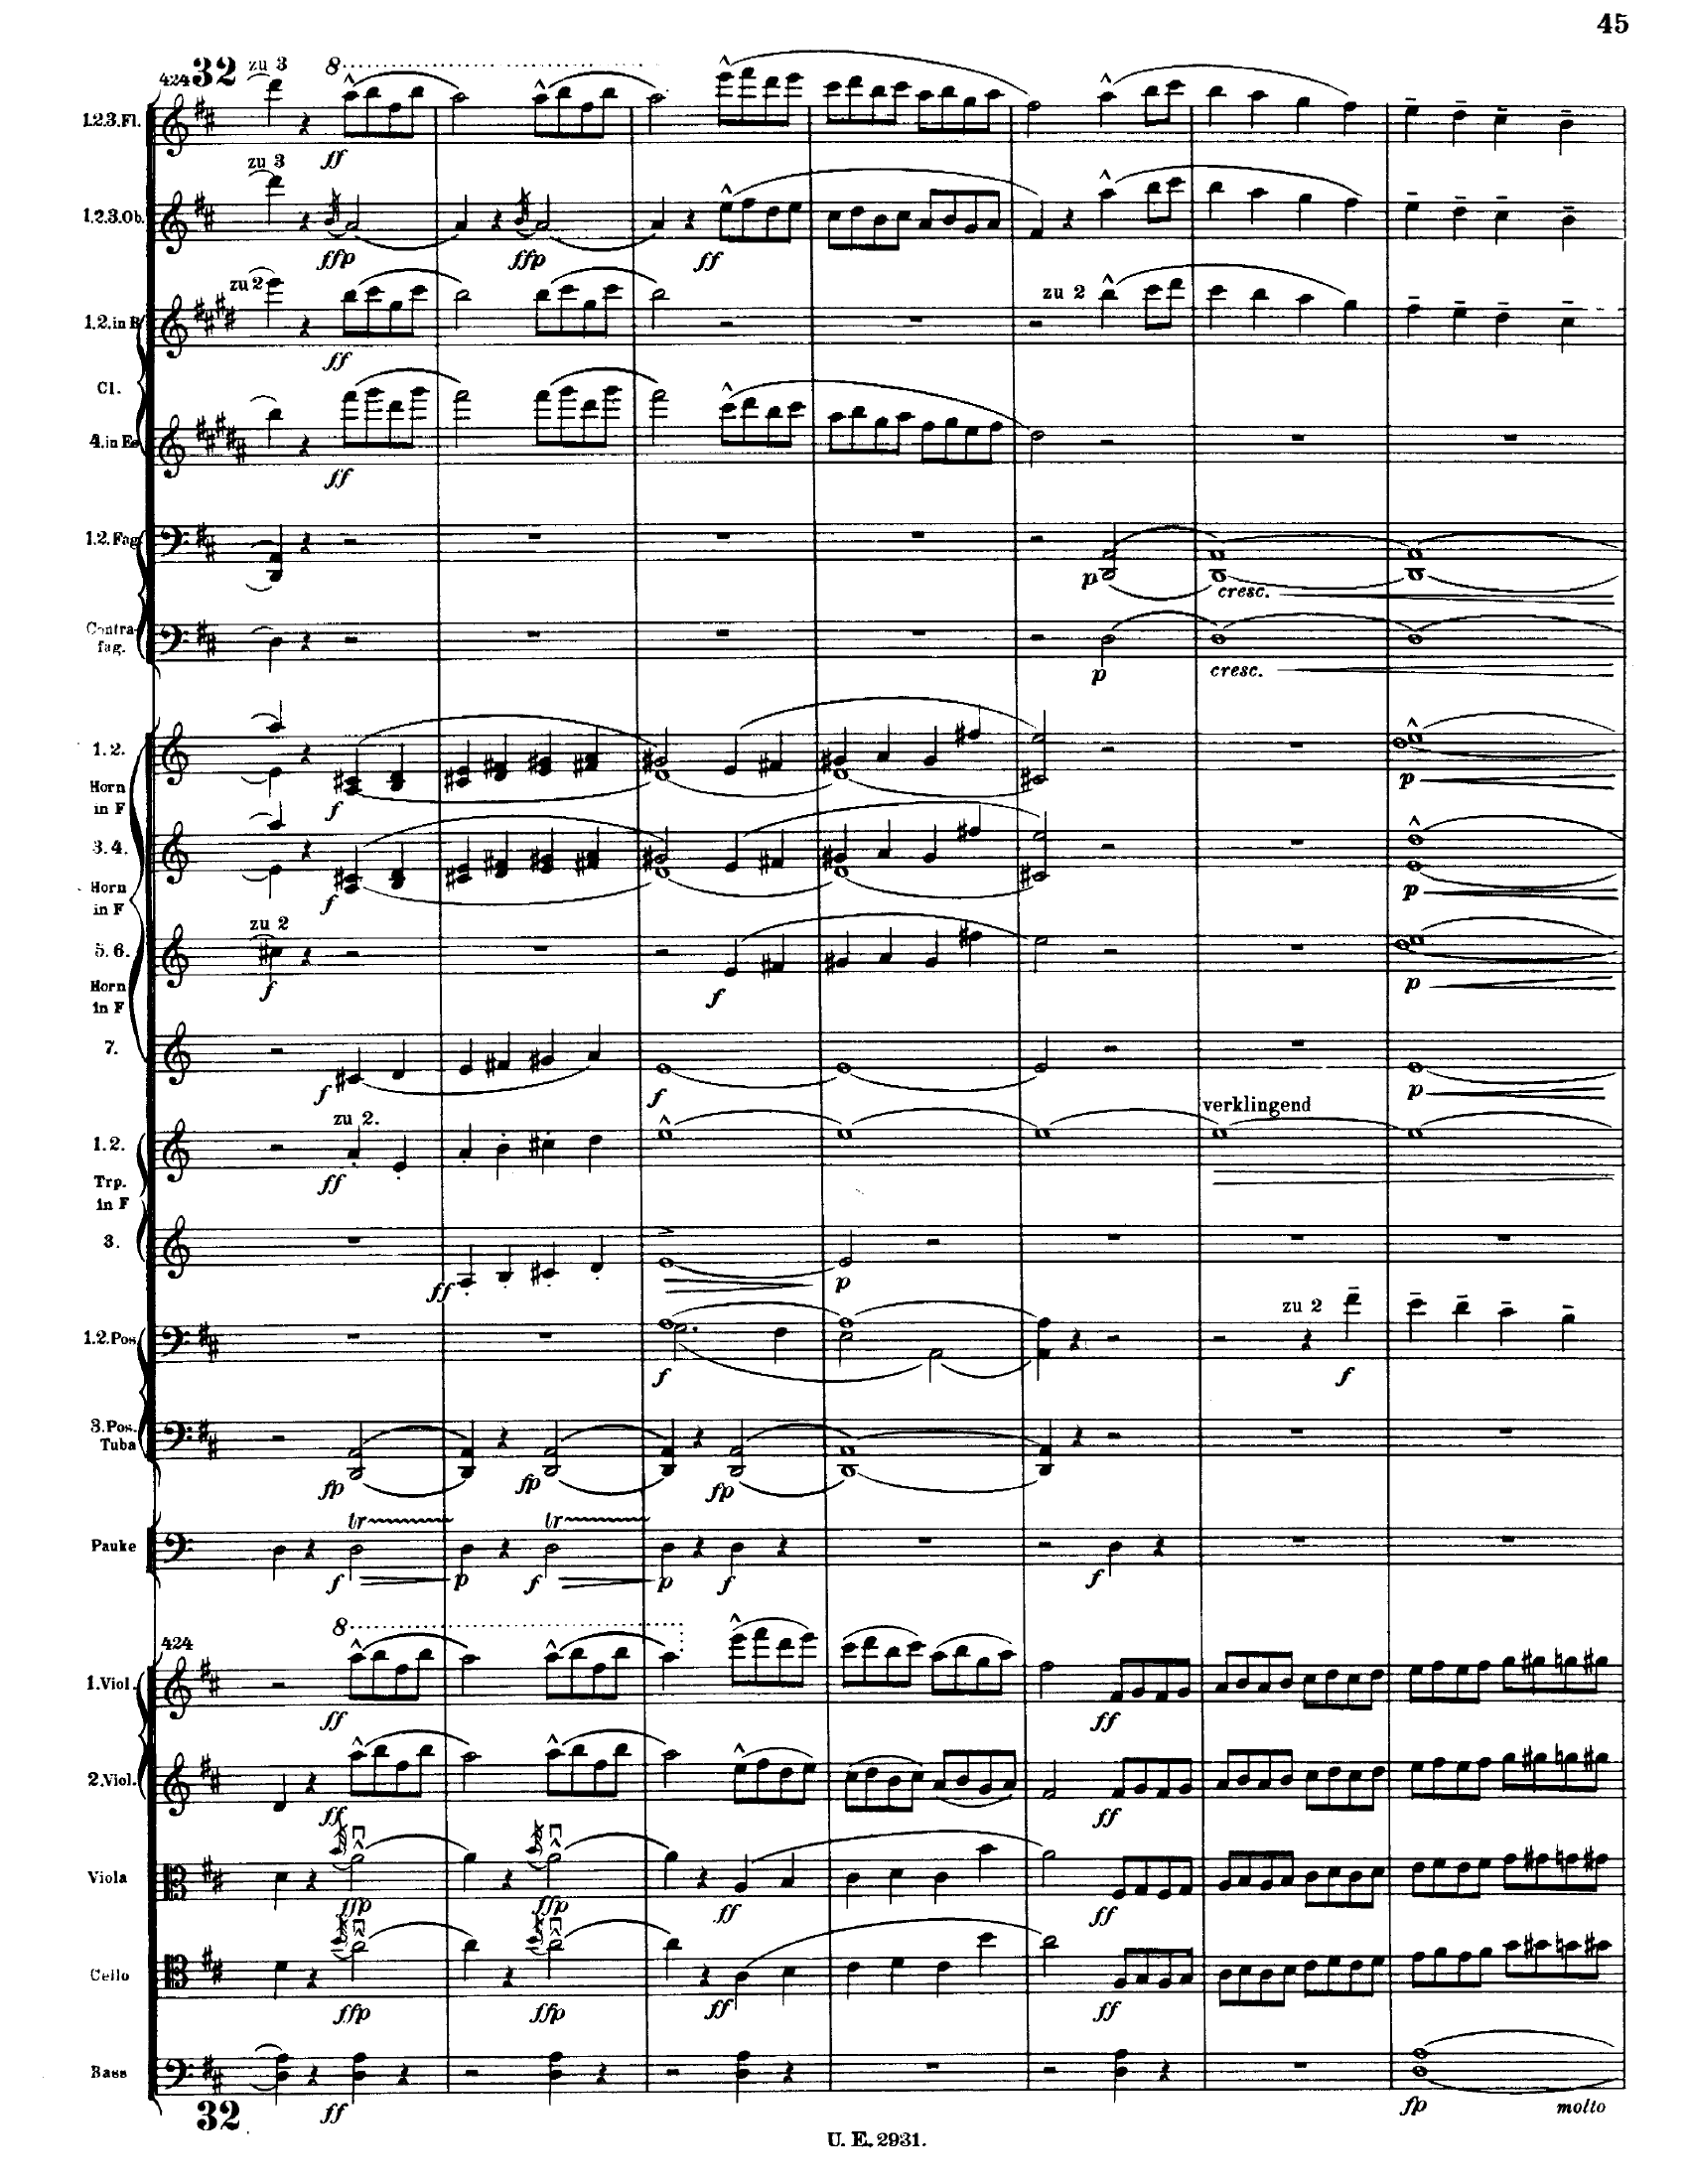 45
424 32 zu 3 8
1.2.3.Fl.
ff
zu 3
1.2.3.Ob.
ffp ffp ff
zu 2 zu 2
1.2. in B
ff
Cl.
4. in Es
ff
1.2. Fag.
p cresc.
Contra-
fag.
p cresc.
1. 2.
Horn
in F
f p
3. 4.
Horn
in F
f p
zu 2
5. 6.
Horn
in F
f f p
7.
f f p
verklingend
zu 2.
1. 2.
Trp.
in F
ff
3.
ff p
zu 2
1.2.Pos.
f f
3.Pos.
Tuba
fp fp fp
tr tr
Pauke
f p f p f f
424 8
1.Viol.
ff ff
2.Viol.
ff ff
Viola
ffp ffp ff ff
Cello
ffp ffp ff ff
Bass
32 ff fp molto
U. E. 2931.